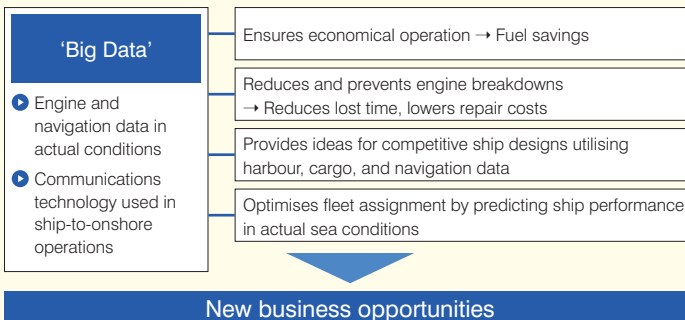 'Big Data'
Engine and
navigation data in
actual conditions
Communications
technology used in
ship-to-onshore
operations
Ensures economical operation → Fuel savings
Reduces and prevents engine breakdowns
→ Reduces lost time, lowers repair costs
Provides ideas for competitive ship designs utilising
harbour, cargo, and navigation data
Optimises fleet assignment by predicting ship performance
in actual sea conditions
New business opportunities